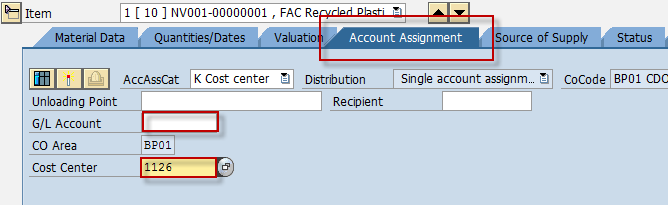 Item 1 [ 10 ] NV001-00000001 , FAC Recycled Plasti
Material Data Quantities/Dates Valuation Account Assignment Source of Supply Status
AccAssCat K Cost center Distribution Single account assignm... CoCode BP01 CDO
Unloading Point Recipient
G/L Account
CO Area BP01
Cost Center 1126